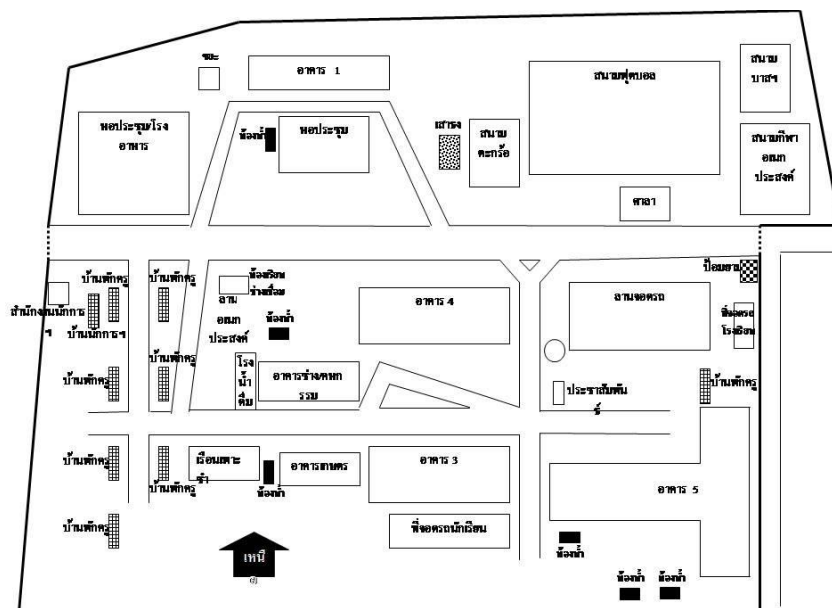 ขยะ
อาคาร 1
สนามฟุตบอล
สนาม
บาสฯ
หอประชุม/โรง
อาหาร
ห้องน้ำ
หอประชุม
เสาธง
สนาม
ตะกร้อ
สนามกีฬา
อเนก
ประสงค์
ศาลา
บ้านพักครู
บ้านพักครู
ห้องเรียน
ช่างเชื่อม
ป้อมยาม
สำนักงานนักการ
ฯ
บ้านนักการฯ
ลาน
อเนก
ประสงค์
ห้องน้ำ
อาคาร 4
ลานจอดรถ
ที่จอดรถ
โรงเรียน
บ้านพักครู
บ้านพักครู
โรง
น้ำ
ดื่ม
อาคารช่างคหก
รรม
ประชาสัมพัน
ธ์
บ้านพักครู
บ้านพักครู
บ้านพักครู
เรือนเพาะ
ชำ
ห้องน้ำ
อาคารเกษตร
อาคาร 3
อาคาร 5
บ้านพักครู
ที่จอดรถนักเรียน
ห้องน้ำ
เหนื
อ
ห้องน้ำ
ห้องน้ำ